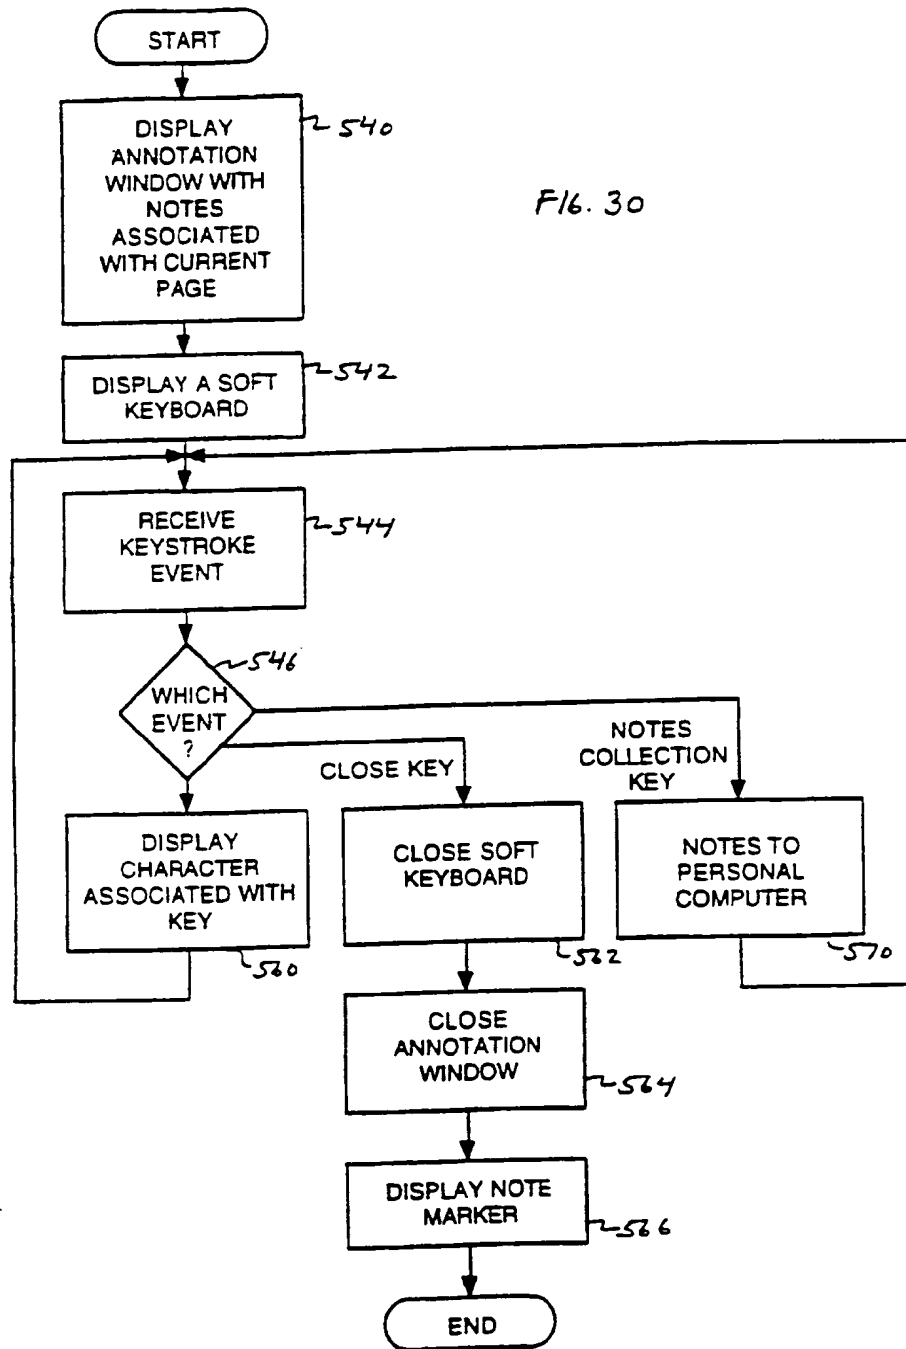 START
DISPLAY
ANNOTATION
WINDOW WITH
NOTES
ASSOCIATED
WITH CURRENT
PAGE
540
FIG. 30
DISPLAY A SOFT
KEYBOARD
542
RECEIVE
KEYSTROKE
EVENT
544
WHICH
EVENT
?
546
CLOSE KEY
NOTES
COLLECTION
KEY
DISPLAY
CHARACTER
ASSOCIATED WITH
KEY
560
CLOSE SOFT
KEYBOARD
562
NOTES TO
PERSONAL
COMPUTER
570
CLOSE
ANNOTATION
WINDOW
564
DISPLAY NOTE
MARKER
566
END